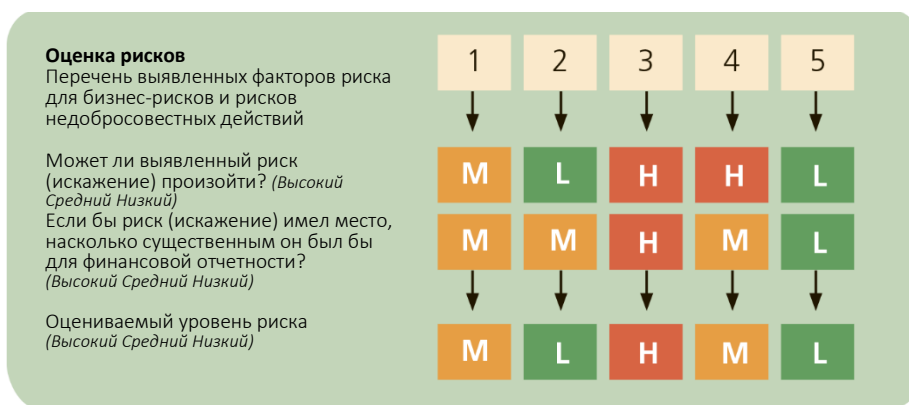 Оценка рисков
Перечень выявленных факторов риска
для бизнес-рисков и рисков
недобросовестных действий
1 2 3 4 5
Может ли выявленный риск
(искажение) произойти? (Высокий
Средний Низкий)
M L H H L
Если бы риск (искажение) имел место,
насколько существенным он был бы
для финансовой отчетности?
(Высокий Средний Низкий)
M M H M L
Оцениваемый уровень риска
(Высокий Средний Низкий)
M L H M L